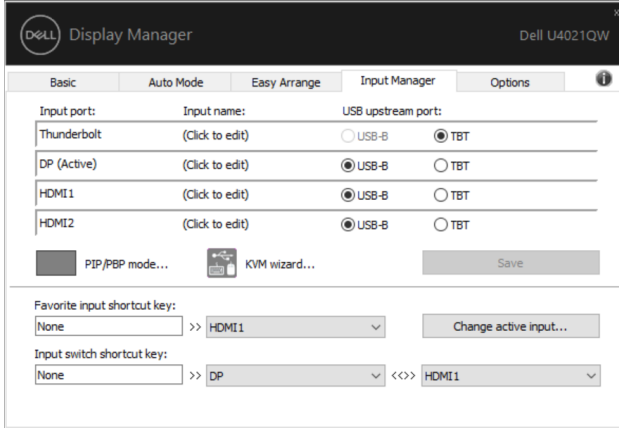 x
DELL Display Manager Dell U4021QW
Basic Auto Mode Easy Arrange Input Manager Options i
Input port: Input name: USB upstream port:
Thunderbolt (Click to edit) USB-B TBT
DP (Active) (Click to edit) USB-B TBT
HDMI1 (Click to edit) USB-B TBT
HDMI2 (Click to edit) USB-B TBT
PIP/PBP mode... KVM wizard... Save
Favorite input shortcut key:
None >> HDMI1 Change active input...
Input switch shortcut key:
None >> DP <<>> HDMI1